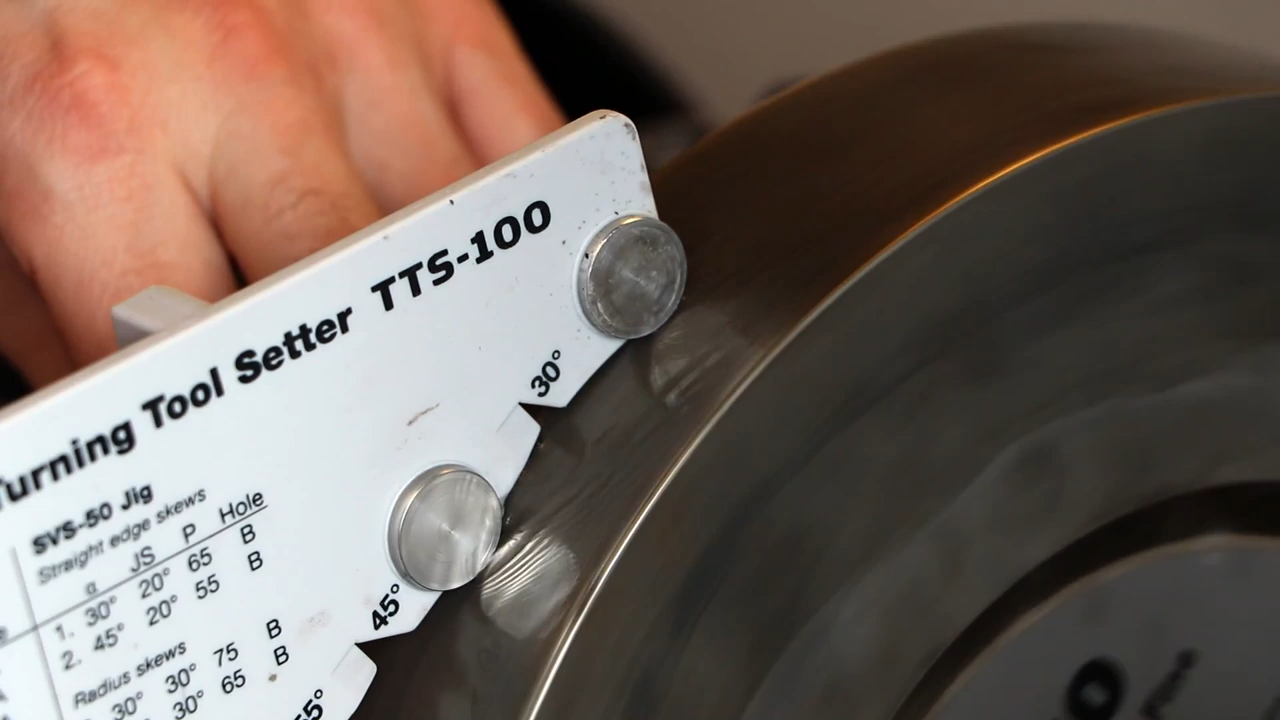 Turning Tool Setter TTS-100
30°
45°
SVS-50 Jig
Straight edge skews
α JS P Hole
1. 30° 20° 65 B
2. 45° 20° 55 B
Radius skews
30° 30° 75 B
30° 65 B